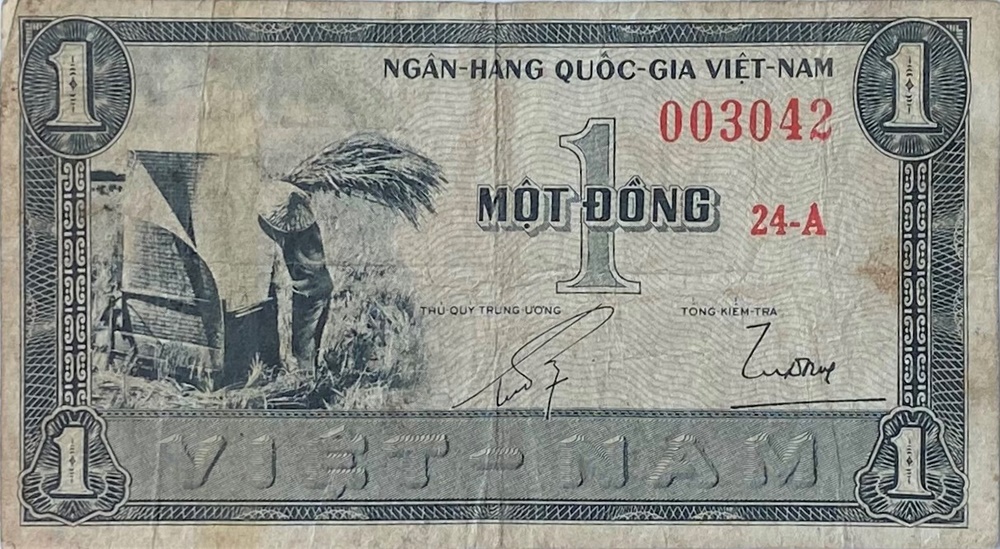 1 1
NGÂN-HÀNG QUỐC-GIA VIỆT-NAM
003042
1
MỘT ĐỒNG
24-A
THỦ-QUỸ TRUNG-ƯƠNG TỔNG-KIỂM-TRA
1 VIỆT-NAM 1